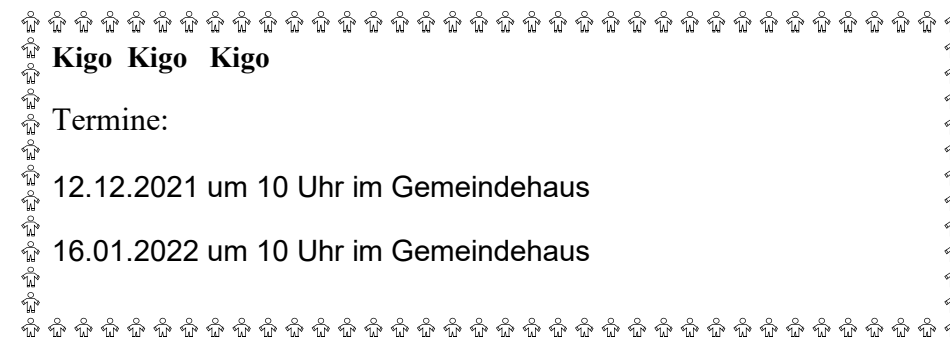 Kigo Kigo Kigo
Termine:
12.12.2021 um 10 Uhr im Gemeindehaus
16.01.2022 um 10 Uhr im Gemeindehaus